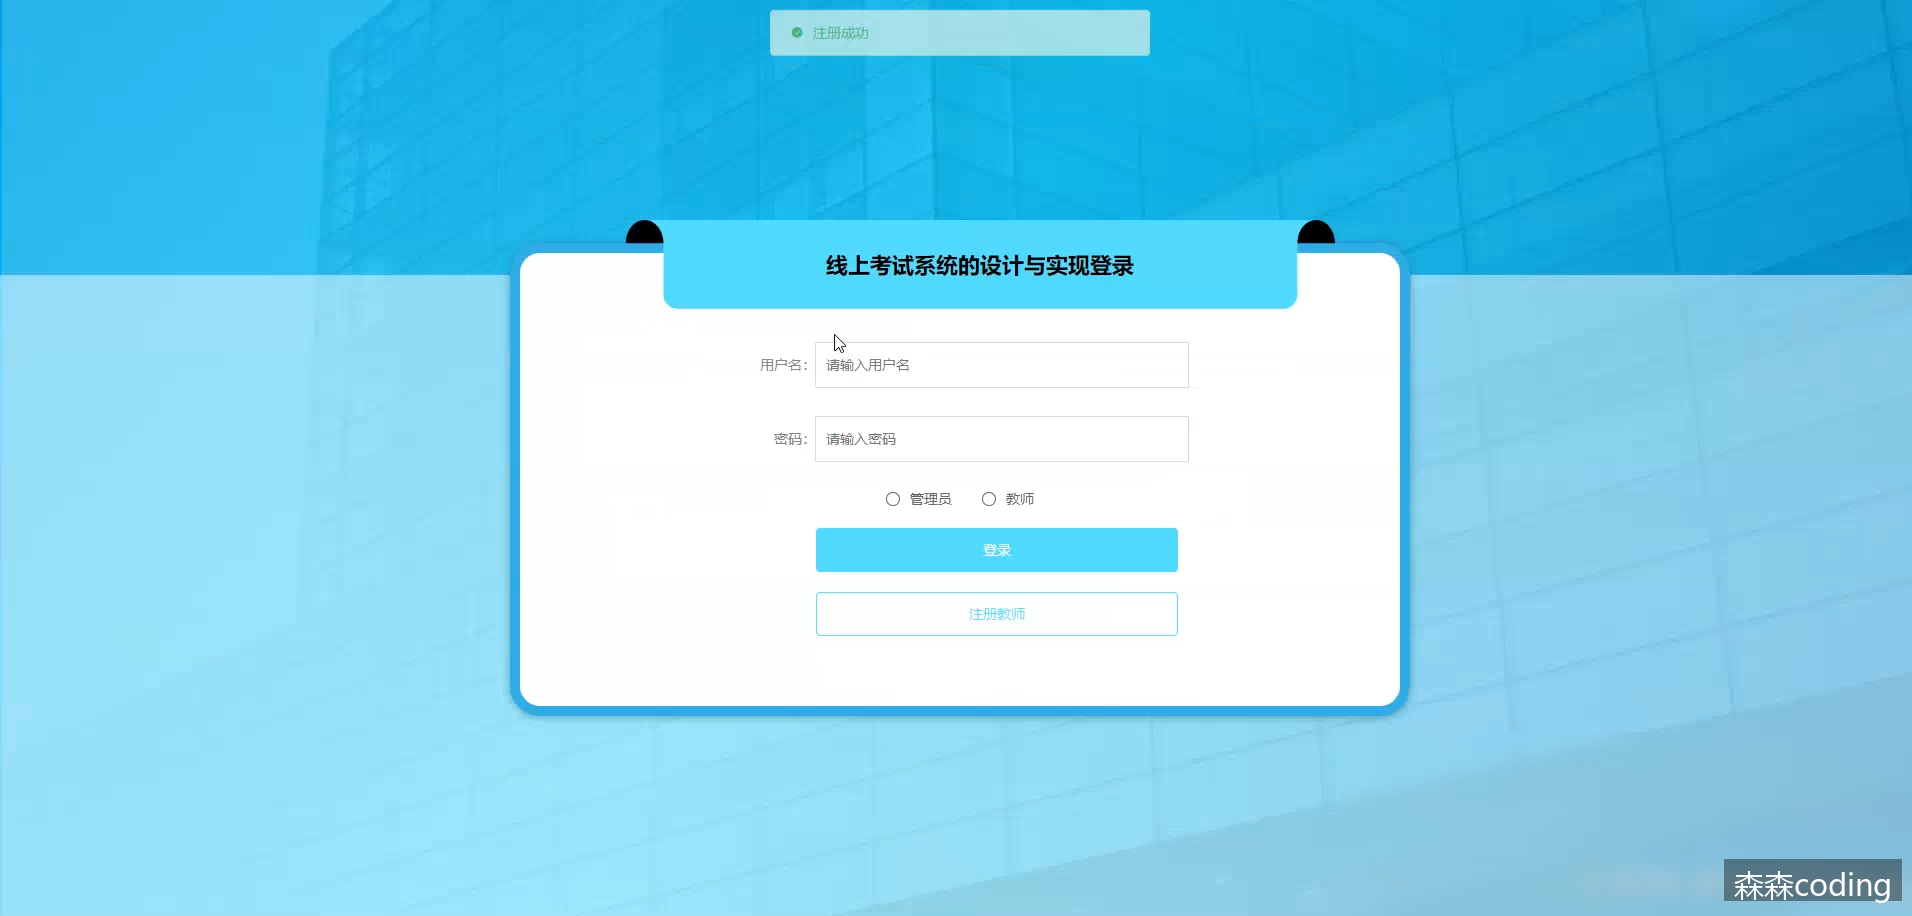 注册成功
线上考试系统的设计与实现登录
用户名：
请输入用户名
密码：
请输入密码
管理员
教师
登录
注册教师
森森coding